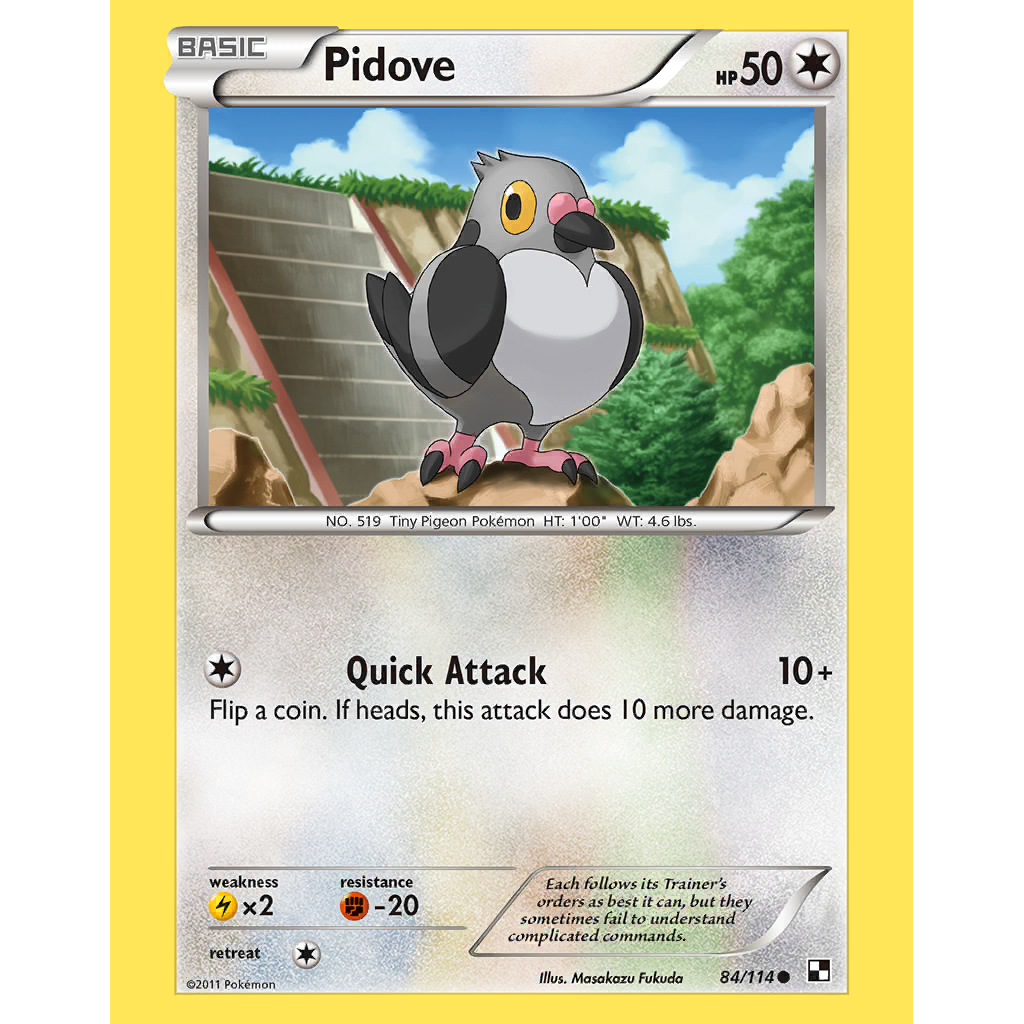 BASIC
Pidove
HP 50
NO. 519 Tiny Pigeon Pokémon HT: 1'00" WT: 4.6 lbs.
Quick Attack 10+
Flip a coin. If heads, this attack does 10 more damage.
weakness resistance
×2 -20
retreat
Each follows its Trainer's
orders as best it can, but they
sometimes fail to understand
complicated commands.
Illus. Masakazu Fukuda 84/114
©2011 Pokémon